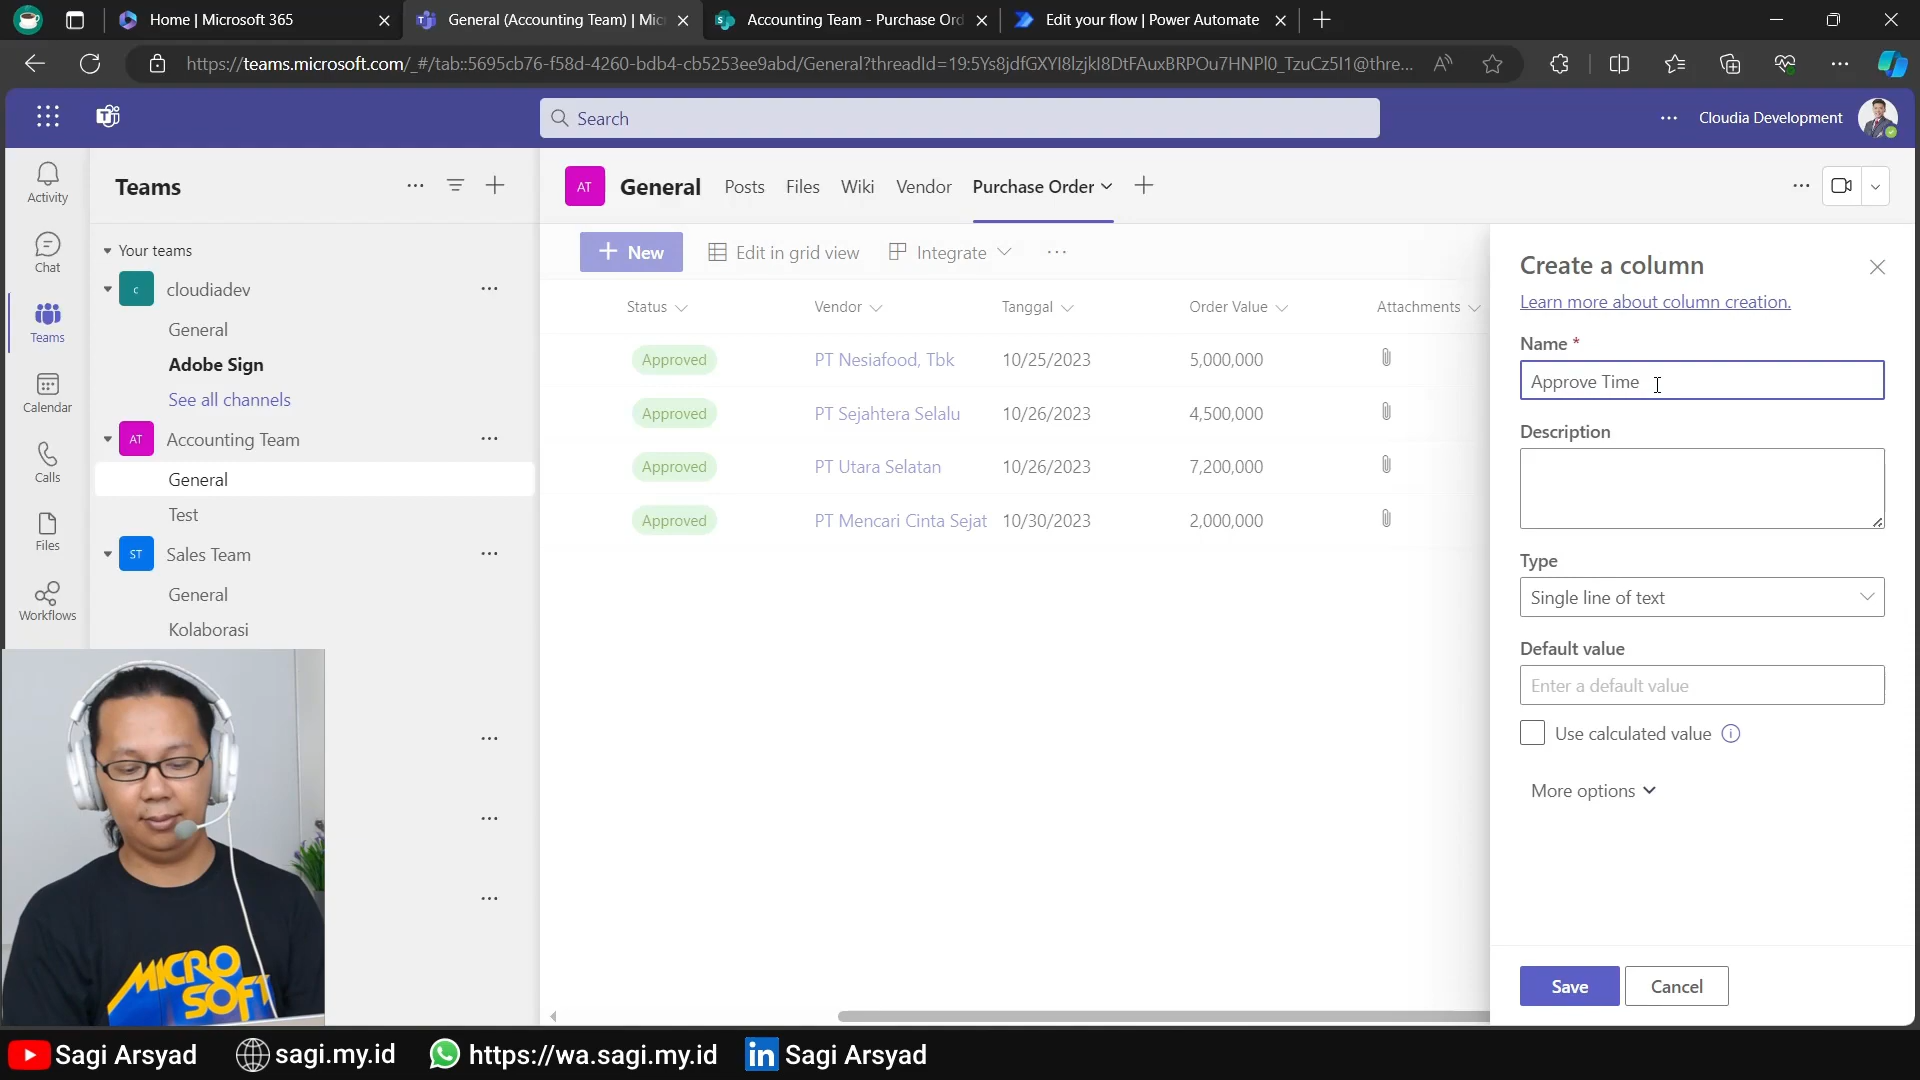 Home | Microsoft 365
General (Accounting Team) | Mic
Accounting Team - Purchase Ord
Edit your flow | Power Automate
https://teams.microsoft.com/_#/tab::5695cb76-f58d-4260-bdb4-cb5253ee9abd/General?threadId=19:5Ys8jdfGXYI8lzjkI8DtFAuxBRPOu7HNPl0_TzuCz5I1@thre...
Search
Cloudia Development
Activity
Chat
Teams
Calendar
Calls
Files
Workflows
Teams
Your teams
c cloudiadev
General
Adobe Sign
See all channels
AT Accounting Team
General
Test
ST Sales Team
General
Kolaborasi
AT General Posts Files Wiki Vendor Purchase Order
New Edit in grid view Integrate
Status Vendor Tanggal Order Value Attachments
Approved PT Nesiafood, Tbk 10/25/2023 5,000,000
Approved PT Sejahtera Selalu 10/26/2023 4,500,000
Approved PT Utara Selatan 10/26/2023 7,200,000
Approved PT Mencari Cinta Sejat 10/30/2023 2,000,000
Create a column
Learn more about column creation.
Name *
Approve Time
Description
Type
Single line of text
Default value
Enter a default value
Use calculated value
More options
Save Cancel
MICRO
SOFT
Sagi Arsyad sagi.my.id https://wa.sagi.my.id in Sagi Arsyad